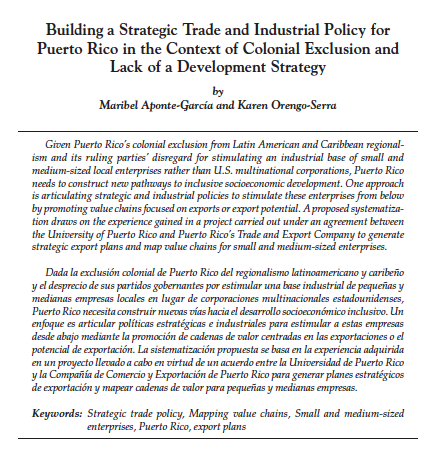 Building a Strategic Trade and Industrial Policy for
Puerto Rico in the Context of Colonial Exclusion and
Lack of a Development Strategy
by
Maribel Aponte-García and Karen Orengo-Serra
Given Puerto Rico's colonial exclusion from Latin American and Caribbean regional-
ism and its ruling parties' disregard for stimulating an industrial base of small and
medium-sized local enterprises rather than U.S. multinational corporations, Puerto Rico
needs to construct new pathways to inclusive socioeconomic development. One approach
is articulating strategic and industrial policies to stimulate these enterprises from below
by promoting value chains focused on exports or export potential. A proposed systematiza-
tion draws on the experience gained in a project carried out under an agreement between
the University of Puerto Rico and Puerto Rico's Trade and Export Company to generate
strategic export plans and map value chains for small and medium-sized enterprises.
Dada la exclusión colonial de Puerto Rico del regionalismo latinoamericano y caribeño
y el desprecio de sus partidos gobernantes por estimular una base industrial de pequeñas y
medianas empresas locales en lugar de corporaciones multinacionales estadounidenses,
Puerto Rico necesita construir nuevas vías hacia el desarrollo socioeconómico inclusivo. Un
enfoque es articular políticas estratégicas e industriales para estimular a estas empresas
desde abajo mediante la promoción de cadenas de valor centradas en las exportaciones o el
potencial de exportación. La sistematización propuesta se basa en la experiencia adquirida
en un proyecto llevado a cabo en virtud de un acuerdo entre la Universidad de Puerto Rico
y la Compañía de Comercio y Exportación de Puerto Rico para generar planes estratégicos
de exportación y mapear cadenas de valor para pequeñas y medianas empresas.
Keywords: Strategic trade policy, Mapping value chains, Small and medium-sized
enterprises, Puerto Rico, export plans